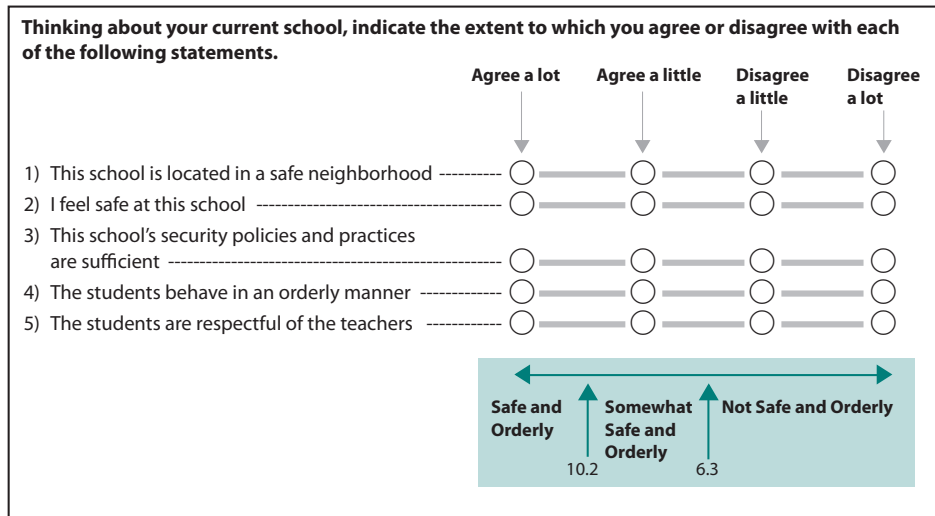 Thinking about your current school, indicate the extent to which you agree or disagree with each
of the following statements.
Agree a lot
Agree a little
Disagree
a little
Disagree
a lot
1) This school is located in a safe neighborhood
2) I feel safe at this school
3) This school's security policies and practices
are sufficient
4) The students behave in an orderly manner
5) The students are respectful of the teachers
Safe and
Orderly
Somewhat
Safe and
Orderly
Not Safe and Orderly
10.2
6.3